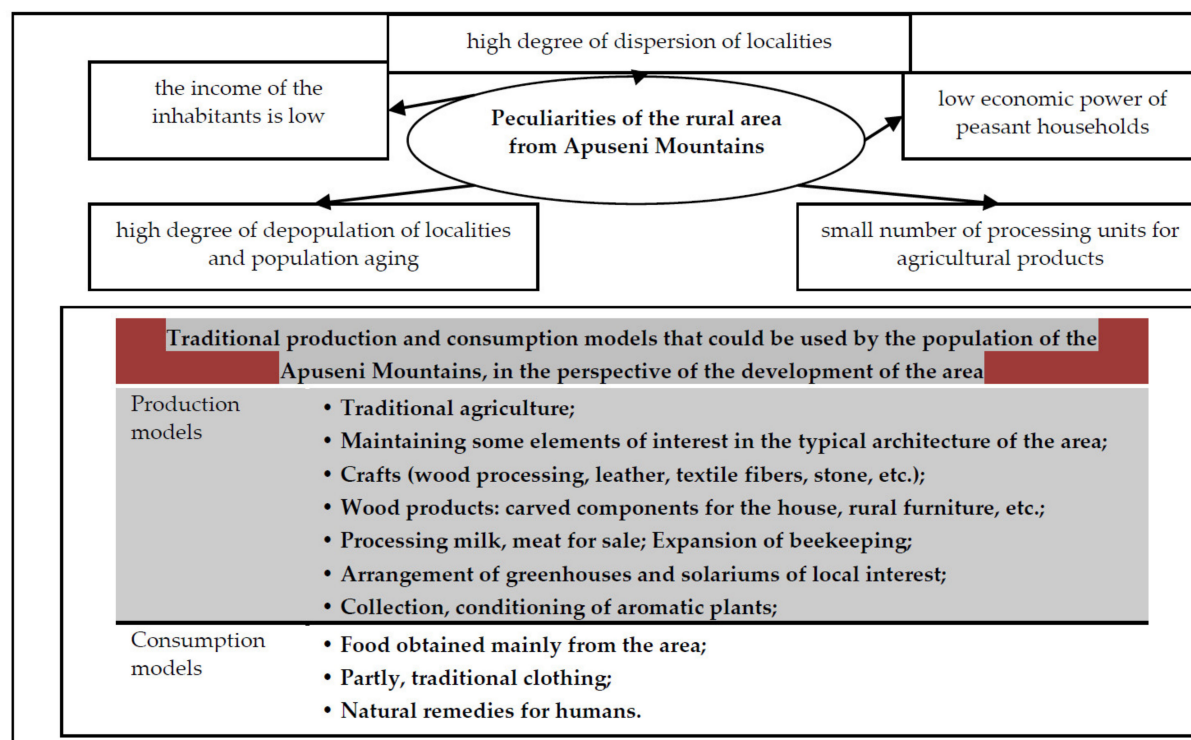 high degree of dispersion of localities
the income of the
inhabitants is low
Peculiarities of the rural area
from Apuseni Mountains
low economic power of
peasant households
high degree of depopulation of localities
and population aging
small number of processing units for
agricultural products
Traditional production and consumption models that could be used by the population of the
Apuseni Mountains, in the perspective of the development of the area
Production
models
• Traditional agriculture;
• Maintaining some elements of interest in the typical architecture of the area;
• Crafts (wood processing, leather, textile fibers, stone, etc.);
• Wood products: carved components for the house, rural furniture, etc.;
• Processing milk, meat for sale; Expansion of beekeeping;
• Arrangement of greenhouses and solariums of local interest;
• Collection, conditioning of aromatic plants;
Consumption
models
• Food obtained mainly from the area;
• Partly, traditional clothing;
• Natural remedies for humans.